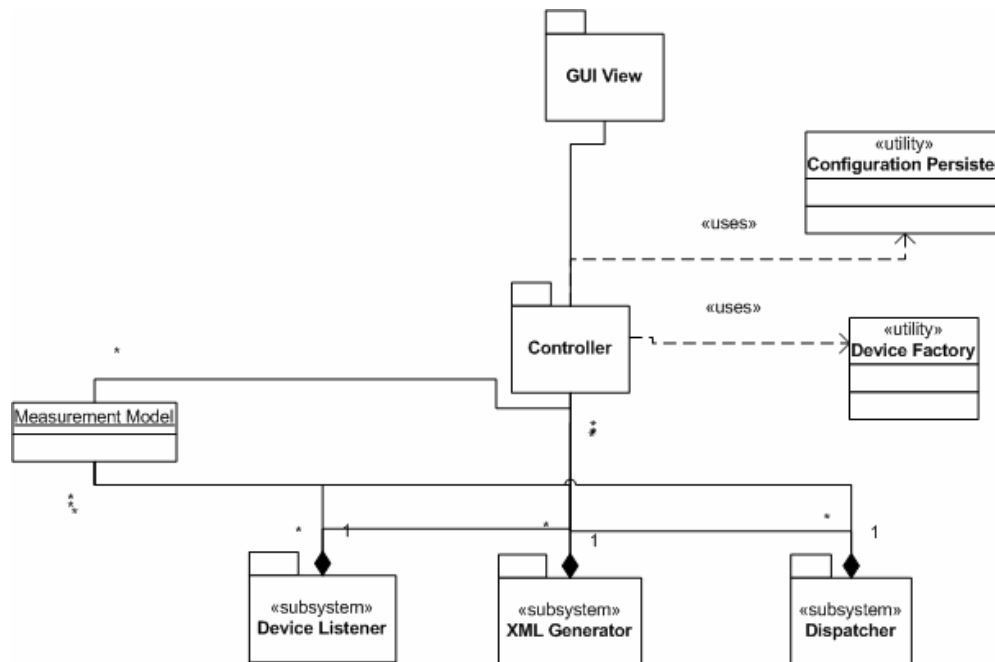 GUI View
«utility»
Configuration Persiste
«uses»
«uses»
Controller
«utility»
Device Factory
*
Measurement Model
*
*
*
*
*
*
1
*
1
*
1
«subsystem»
Device Listener
«subsystem»
XML Generator
«subsystem»
Dispatcher